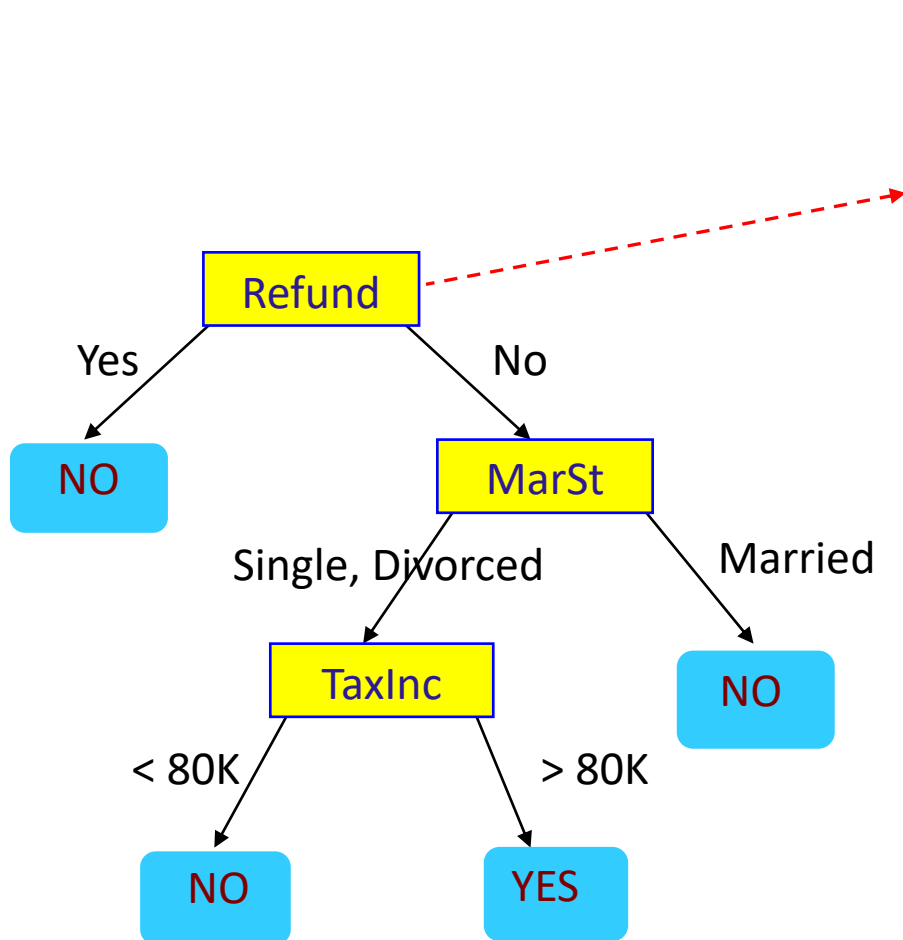 Refund
Yes
No
NO
MarSt
Single, Divorced
Married
TaxInc
NO
< 80K
> 80K
NO
YES